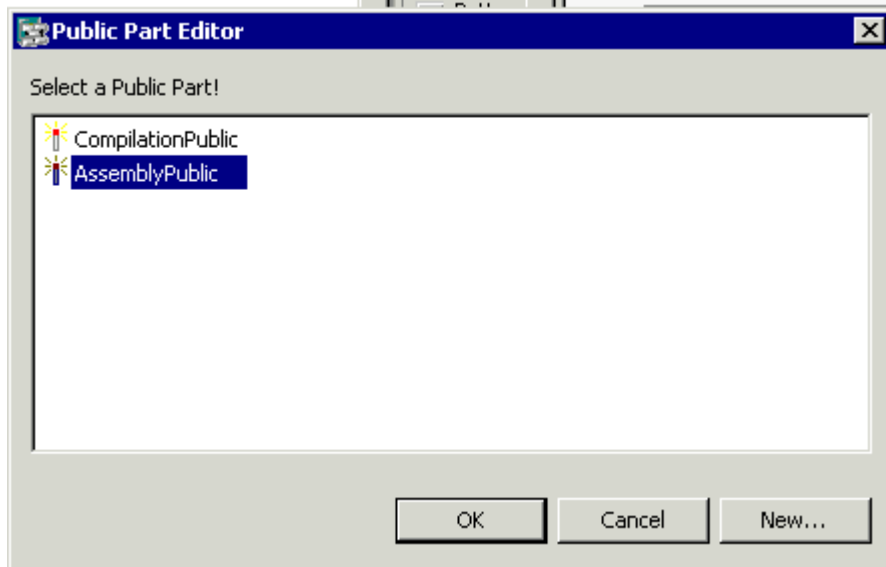 Public Part Editor
Select a Public Part!
CompilationPublic
AssemblyPublic
OK Cancel New...